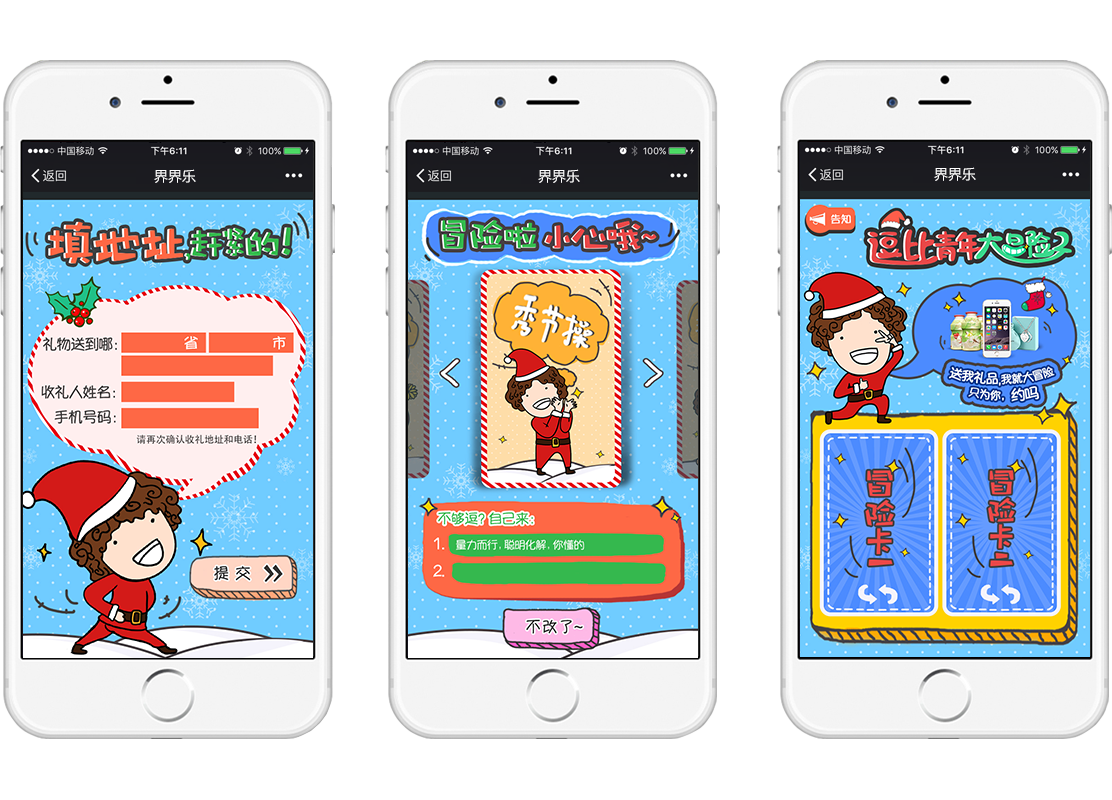 中国移动 下午6:11 100%
返回 界界乐
填地址,赶紧的!
礼物送到哪: 省 市
收礼人姓名:
手机号码:
请再次确认收礼地址和电话!
提 交
中国移动 下午6:11 100%
返回 界界乐
冒险啦 小心哦~
秀节操
不够逗? 自己来:
1. 量力而行, 聪明化解, 你懂的
2.
不改了~
中国移动 下午6:11 100%
返回 界界乐
告知
逗比青年大冒险2
送我礼品,我就大冒险
只为你, 约吗
冒险卡1
冒险卡2